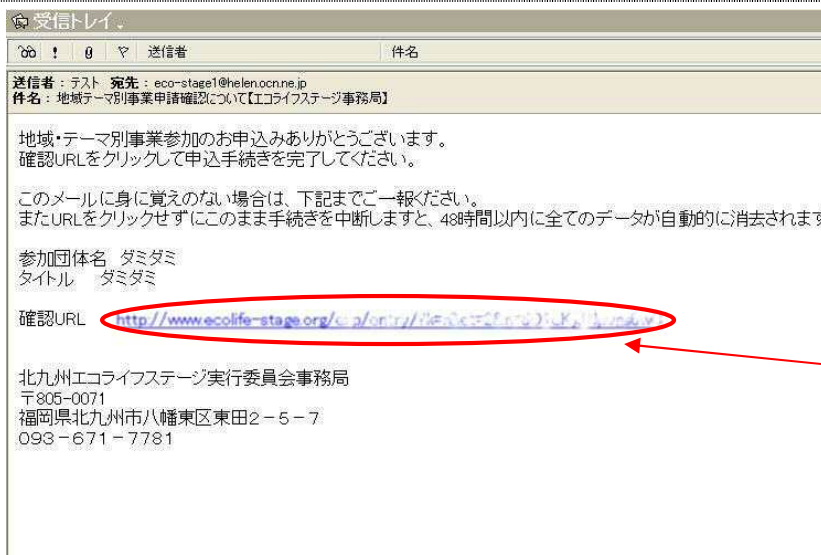 受信トレイ .
! 送信者 件名
送信者：テスト 宛先：eco-stage1@helen.ocn.ne.jp
件名：地域テーマ別事業申請確認について【エコライフステージ事務局】
地域・テーマ別事業参加のお申込みありがとうございます。
確認URLをクリックして申込手続きを完了してください。
このメールに身に覚えのない場合は、下記までご一報ください。
またURLをクリックせずにこのまま手続きを中断しますと、48時間以内に全てのデータが自動的に消去されます
参加団体名 ダミダミ
タイトル ダミダミ
確認URL http://www.ecolife-stage.org/
北九州エコライフステージ実行委員会事務局
〒805-0071
福岡県北九州市八幡東区東田２－５－７
０９３－６７１－７７８１